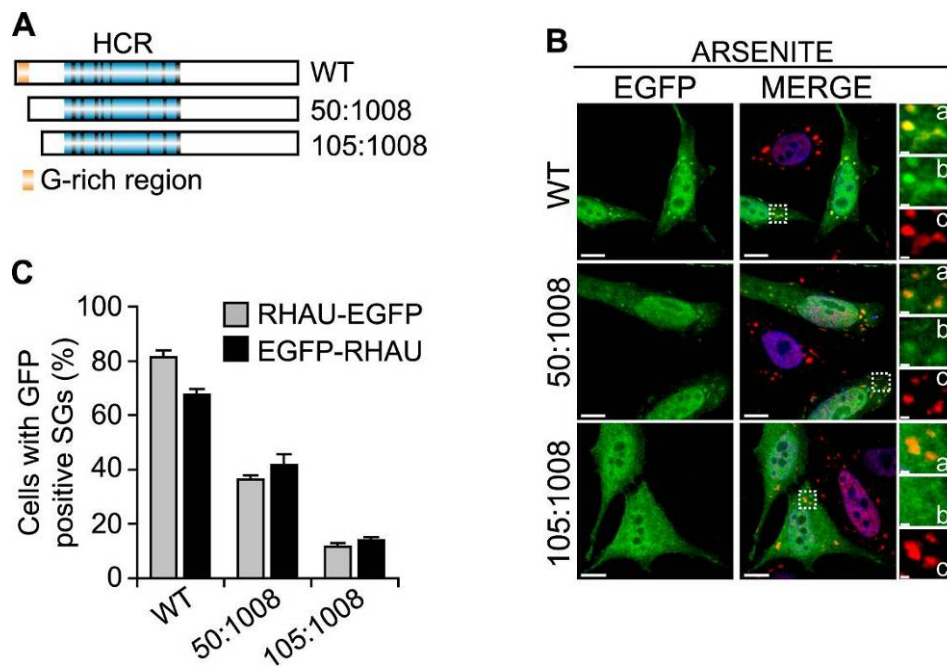 A
HCR
WT
50:1008
105:1008
G-rich region
B
ARSENITE
EGFP MERGE
WT
a
b
c
50:1008
a
b
c
105:1008
a
b
c
C
Cells with GFP
positive SGs (%)
100
80
60
40
20
0
RHAU-EGFP
EGFP-RHAU
WT
50:1008
105:1008